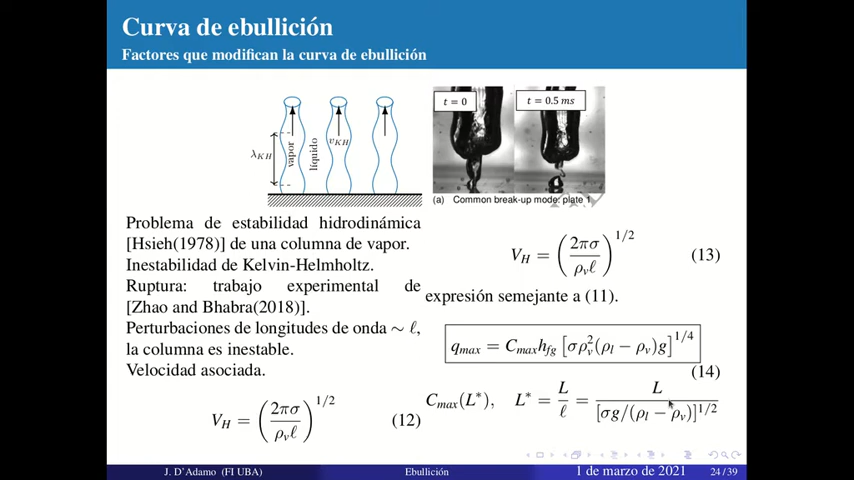 Curva de ebullición
Factores que modifican la curva de ebullición
λ_KH
vapor
líquido
v_KH
t = 0
t = 0.5 ms
(a) Common break-up mode: plate 1
Problema de estabilidad hidrodinámica
[Hsieh(1978)] de una columna de vapor.
Inestabilidad de Kelvin-Helmholtz.
Ruptura: trabajo experimental de
[Zhao and Bhabra(2018)].
Perturbaciones de longitudes de onda ∼ ℓ,
la columna es inestable.
Velocidad asociada.
V_H = (2πσ / ρ_v ℓ)^{1/2} (12)
V_H = (2πσ / ρ_v ℓ)^{1/2} (13)
expresión semejante a (11).
q_max = C_max h_fg [σρ_v^2(ρ_l − ρ_v)g]^{1/4}
(14)
C_max(L*), L* = L/ℓ = L / [σg/(ρ_l − ρ_v)]^{1/2}
J. D'Adamo (FI UBA) Ebullición 1 de marzo de 2021 24 / 39